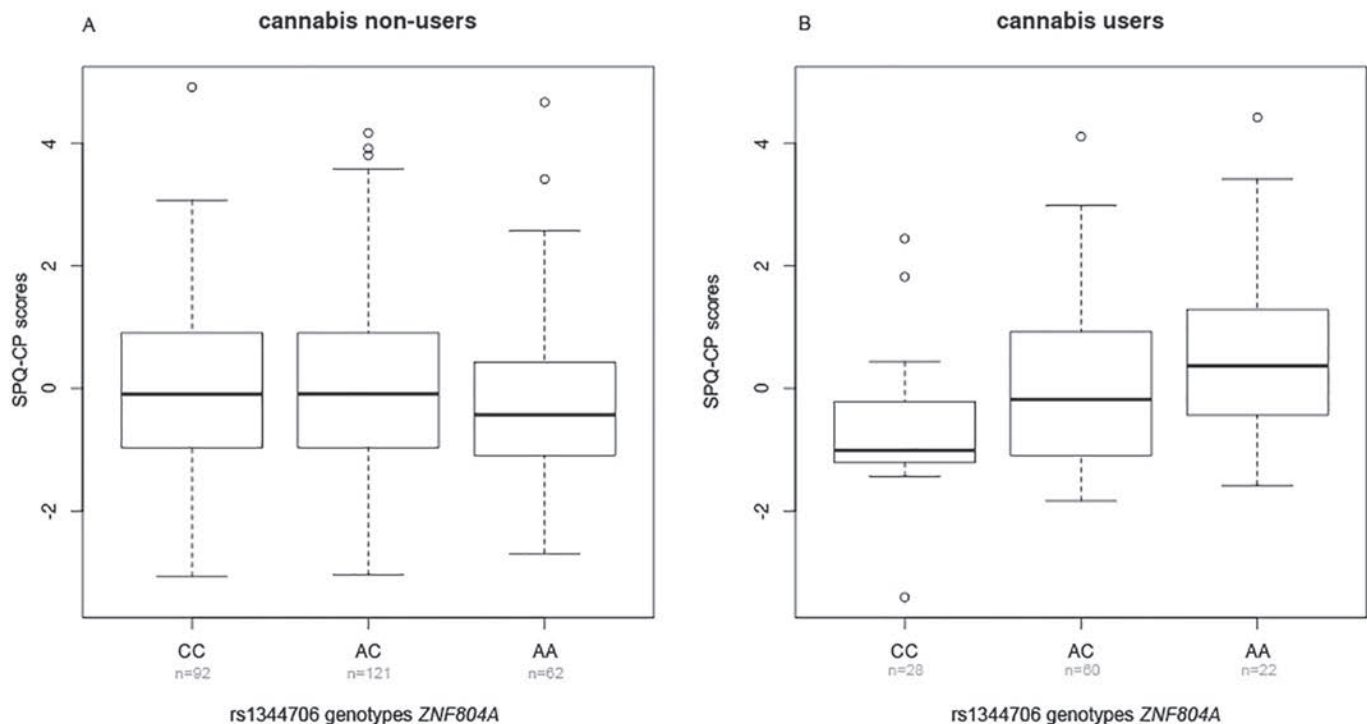 A cannabis non-users
SPQ-CP scores
4
2
0
-2
CC AC AA
n=92 n=121 n=62
rs1344706 genotypes ZNF804A
B cannabis users
SPQ-CP scores
4
2
0
-2
CC AC AA
n=28 n=60 n=22
rs1344706 genotypes ZNF804A